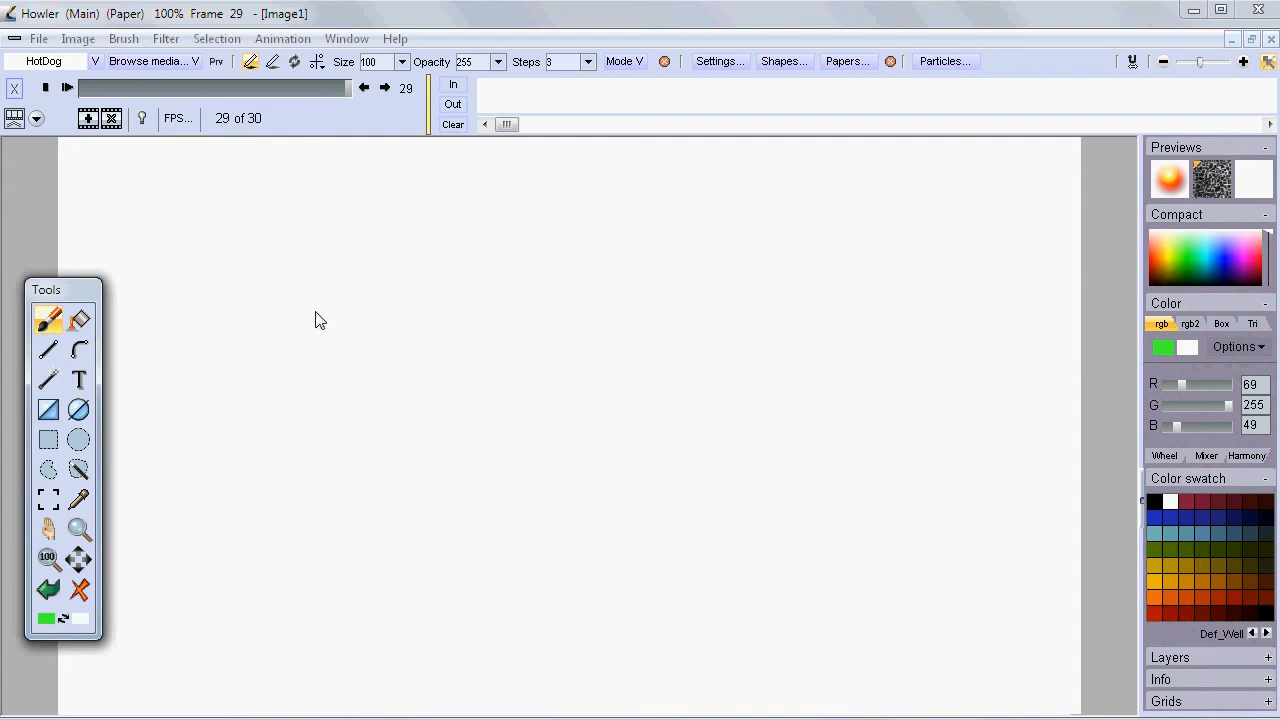 Howler (Main) (Paper) 100% Frame 29 - [Image1]
File Image Brush Filter Selection Animation Window Help
HotDog V Browse media... V Prv Size 100 Opacity 255 Steps 3 Mode V Settings... Shapes... Papers... Particles...
X 29 In
Out
FPS... 29 of 30 Clear
Previews
Compact
Tools
Color
rgb rgb2 Box Tri
Options
R 69
G 255
B 49
Wheel Mixer Harmony
Color swatch
T
100
Def_Well
Layers
Info
Grids